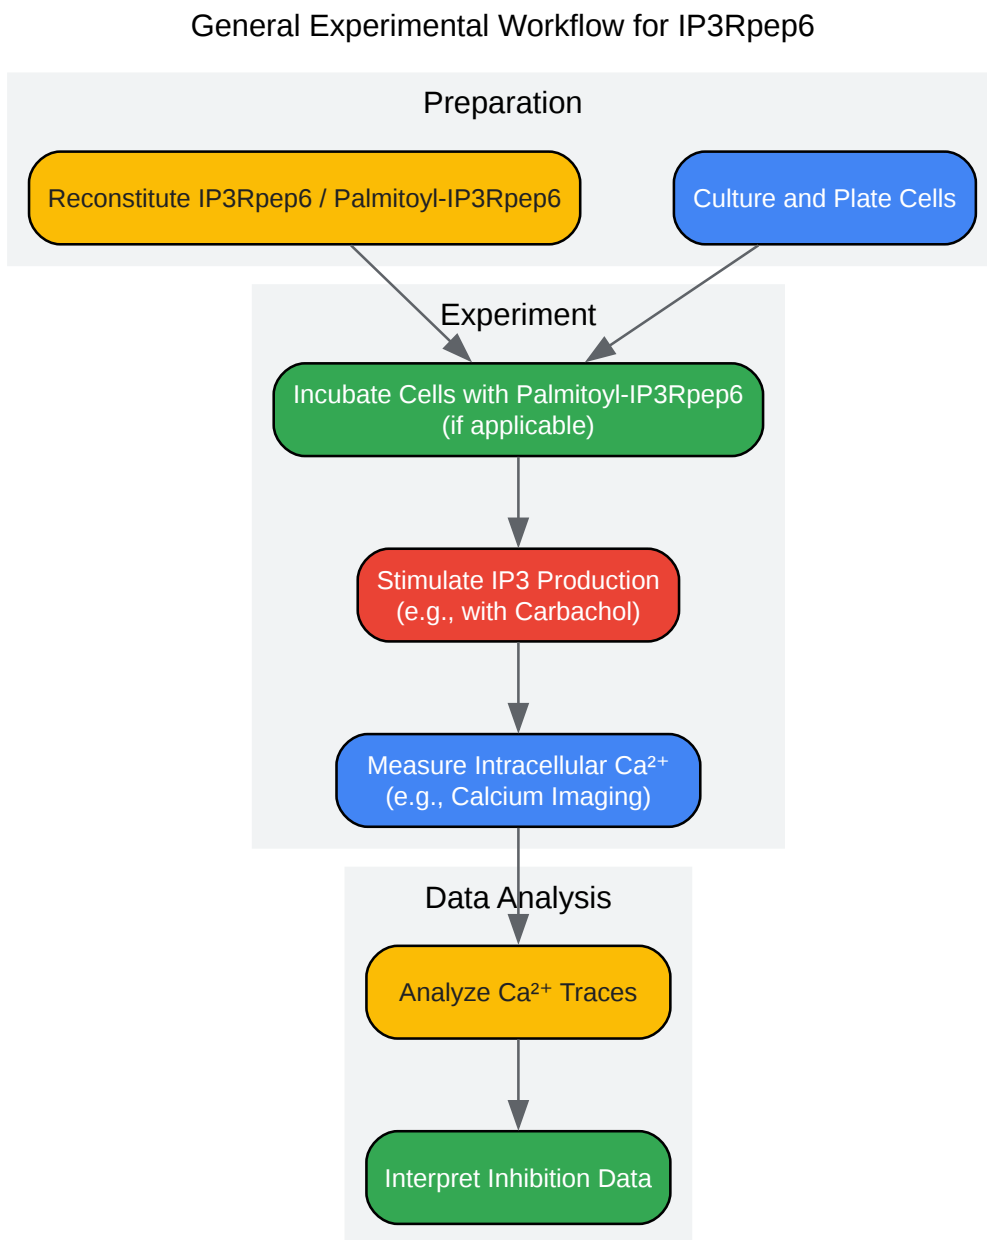 General Experimental Workflow for IP3Rpep6
Preparation
Reconstitute IP3Rpep6 / Palmitoyl-IP3Rpep6
Culture and Plate Cells
Experiment
Incubate Cells with Palmitoyl-IP3Rpep6
(if applicable)
Stimulate IP3 Production
(e.g., with Carbachol)
Measure Intracellular Ca²⁺
(e.g., Calcium Imaging)
Data Analysis
Analyze Ca²⁺ Traces
Interpret Inhibition Data